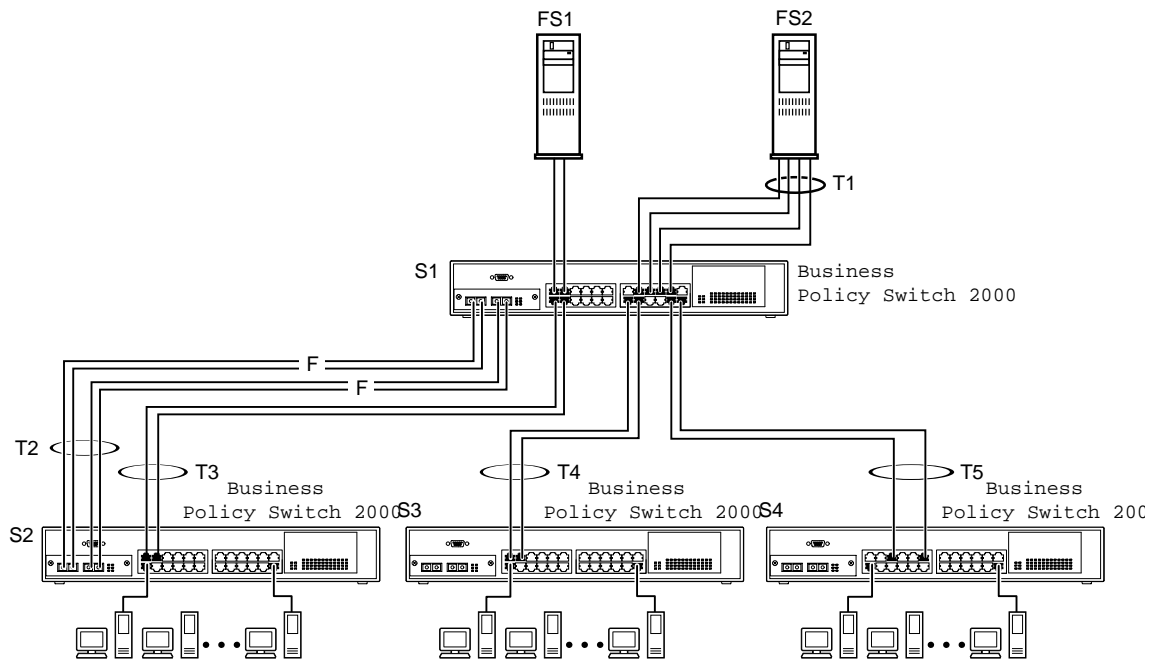 FS1
FS2
T1
S1
Business
Policy Switch 2000
F
F
T2
T3
T4
T5
Business
Policy Switch 2000
Business
Policy Switch 2000
Business
Policy Switch 200
S2
S3
S4